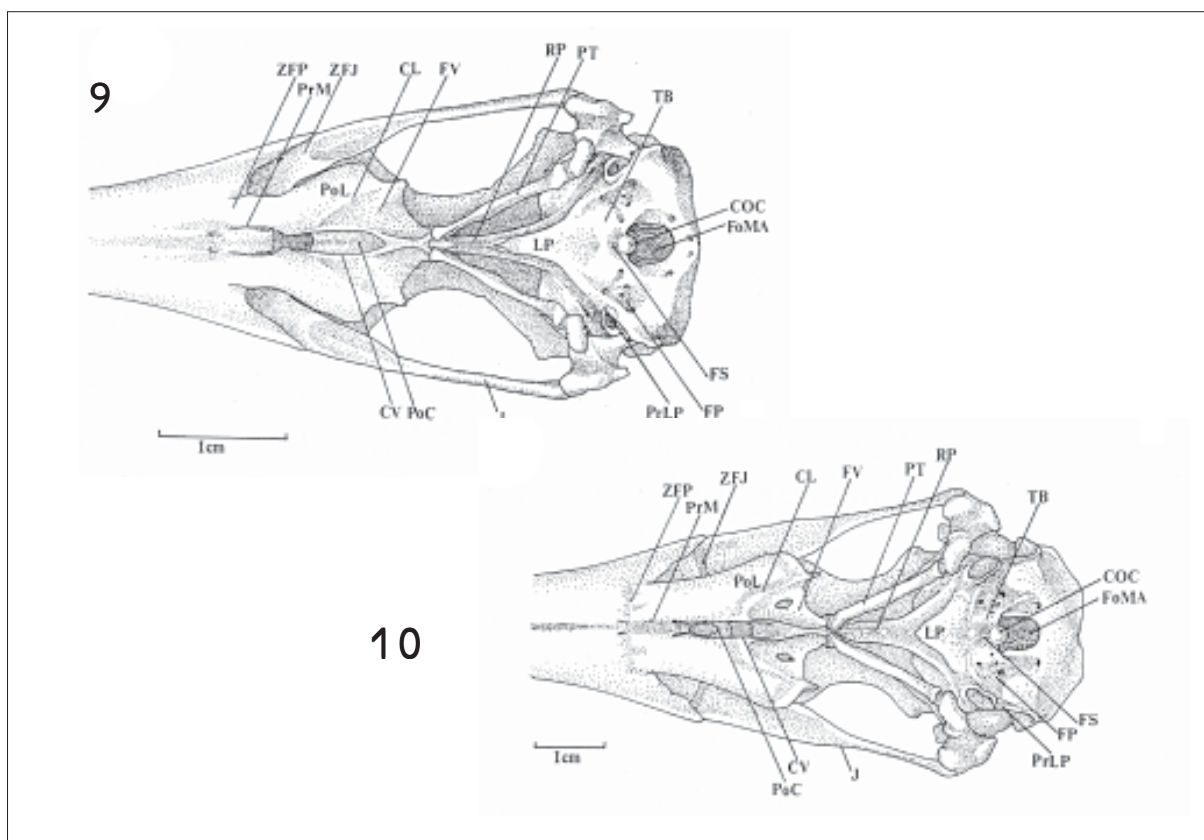 9
RP PT
ZFP ZFJ CL FV
PrM
TB
PoL
COC
FoMA
LP
FS
CV PoC
PrLP FP
1cm
10
RP
PT
CL FV
ZFJ
ZFP
PrM
TB
PoL
COC
FoMA
LP
FS
FP
PrLP
CV
J
PoC
1cm